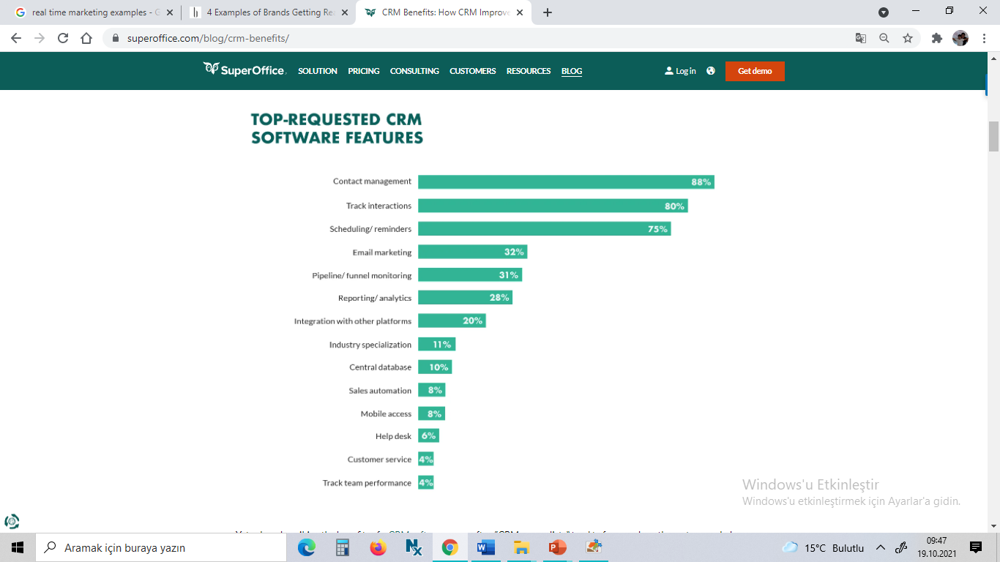 real time marketing examples - G
4 Examples of Brands Getting Rea
CRM Benefits: How CRM Improve
superoffice.com/blog/crm-benefits/
SuperOffice.
SOLUTION PRICING CONSULTING CUSTOMERS RESOURCES BLOG
Log in
Get demo
TOP-REQUESTED CRM
SOFTWARE FEATURES
Contact management 88%
Track interactions 80%
Scheduling/ reminders 75%
Email marketing 32%
Pipeline/ funnel monitoring 31%
Reporting/ analytics 28%
Integration with other platforms 20%
Industry specialization 11%
Central database 10%
Sales automation 8%
Mobile access 8%
Help desk 6%
Customer service 4%
Track team performance 4%
Windows'u Etkinleştir
Windows'u etkinleştirmek için Ayarlar'a gidin.
Aramak için buraya yazın
15°C Bulutlu
09:47
19.10.2021